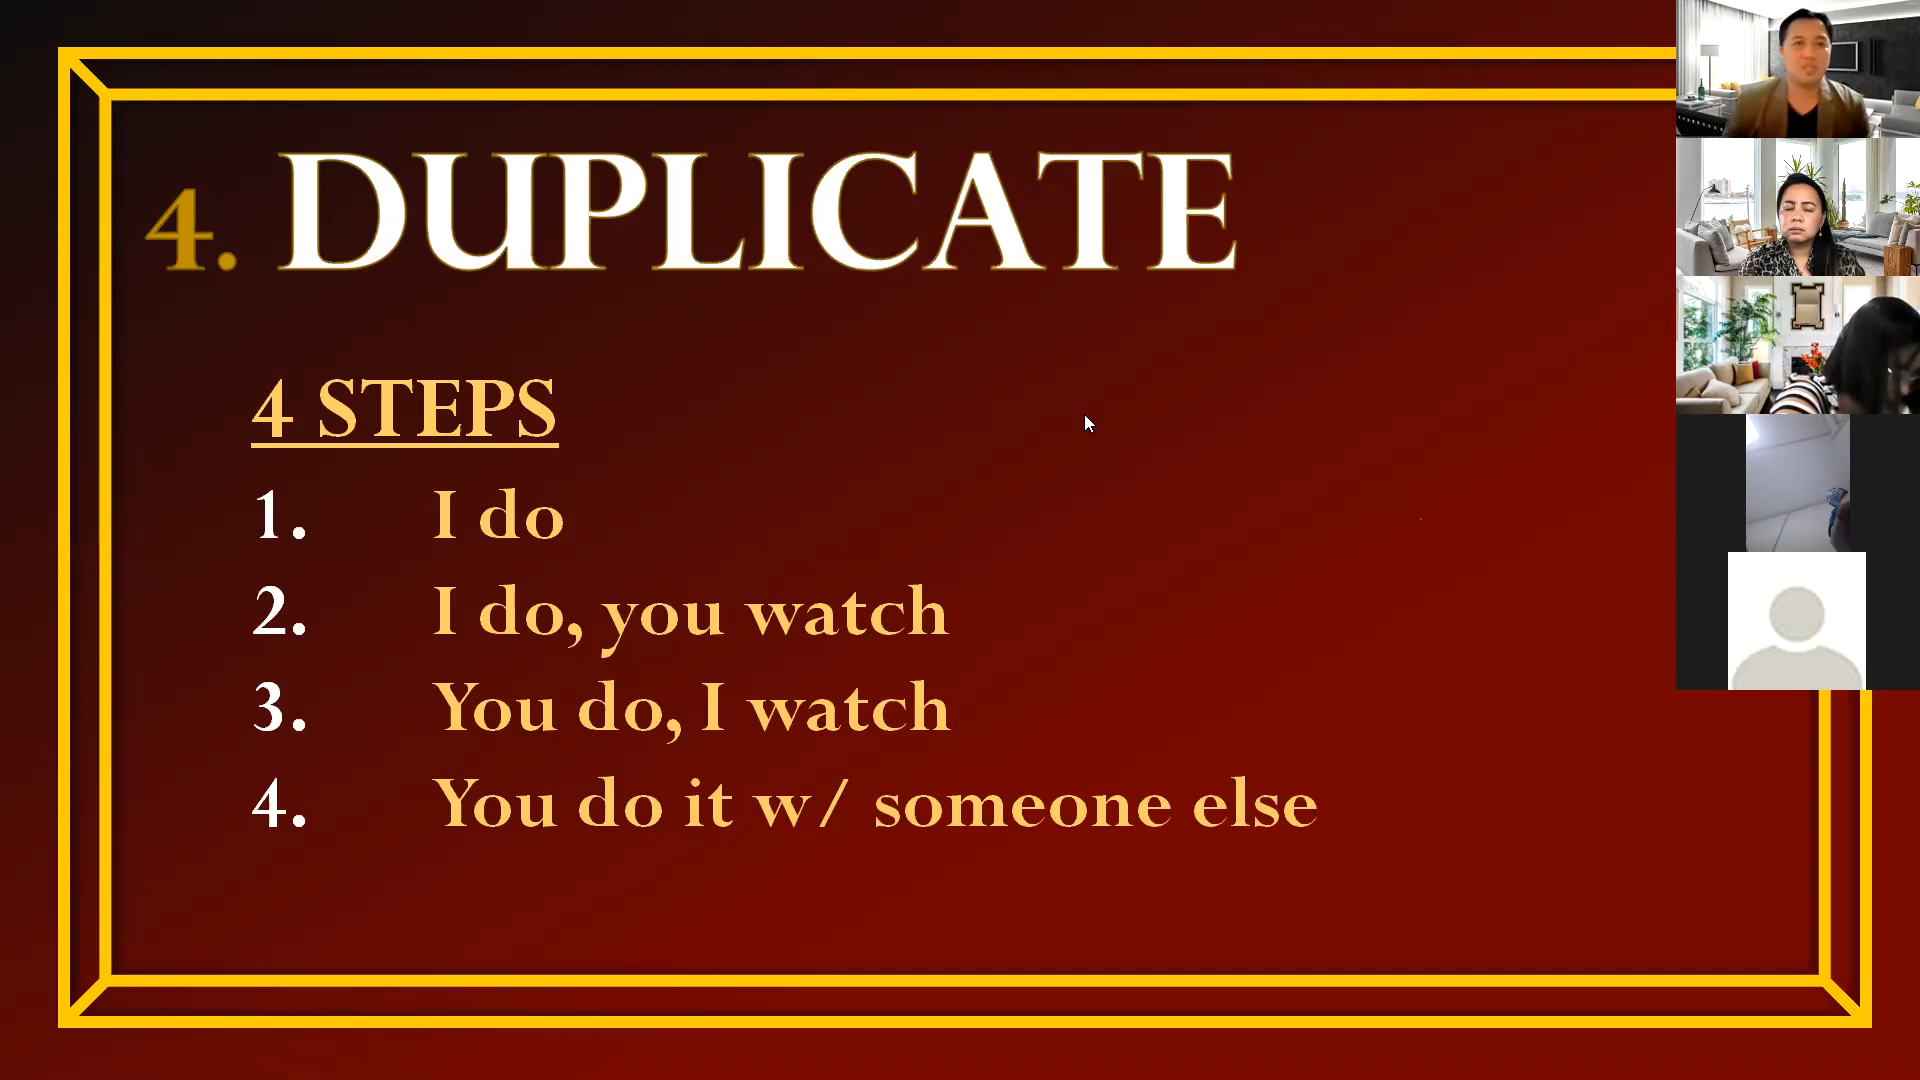 4. DUPLICATE
4 STEPS
1. I do
2. I do, you watch
3. You do, I watch
4. You do it w/ someone else